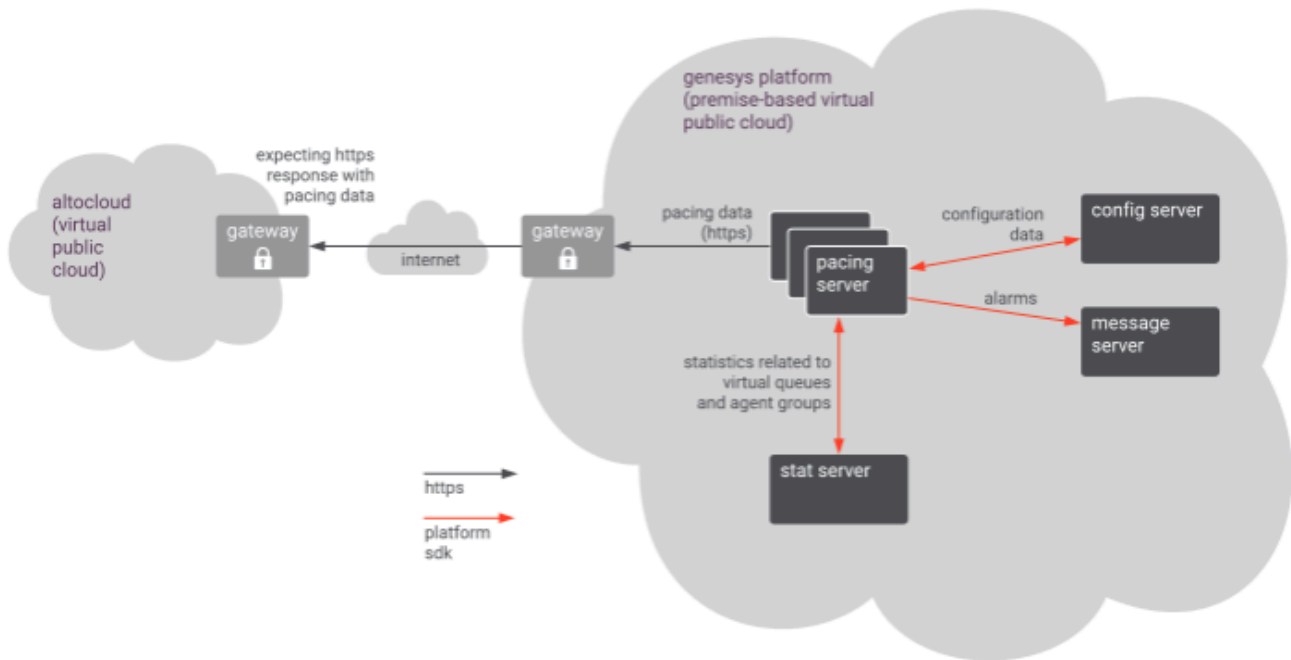 genesys platform
(premise-based virtual
public cloud)
expecting https
response with
pacing data
altocloud
(virtual
public
cloud)
gateway
internet
gateway
pacing data
(https)
pacing
server
configuration
data
config server
alarms
message
server
statistics related to
virtual queues
and agent groups
stat server
https
platform
sdk